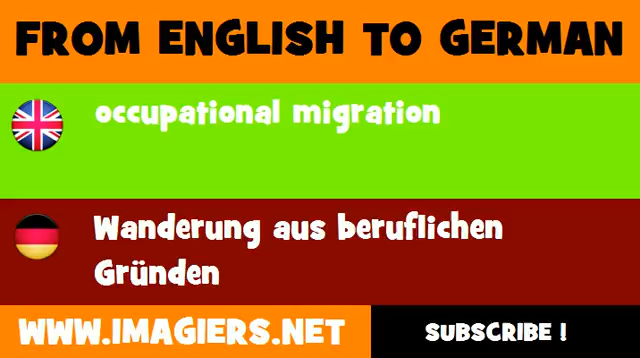 FROM ENGLISH TO GERMAN
occupational migration
Wanderung aus beruflichen
Gründen
WWW.IMAGIERS.NET
SUBSCRIBE !